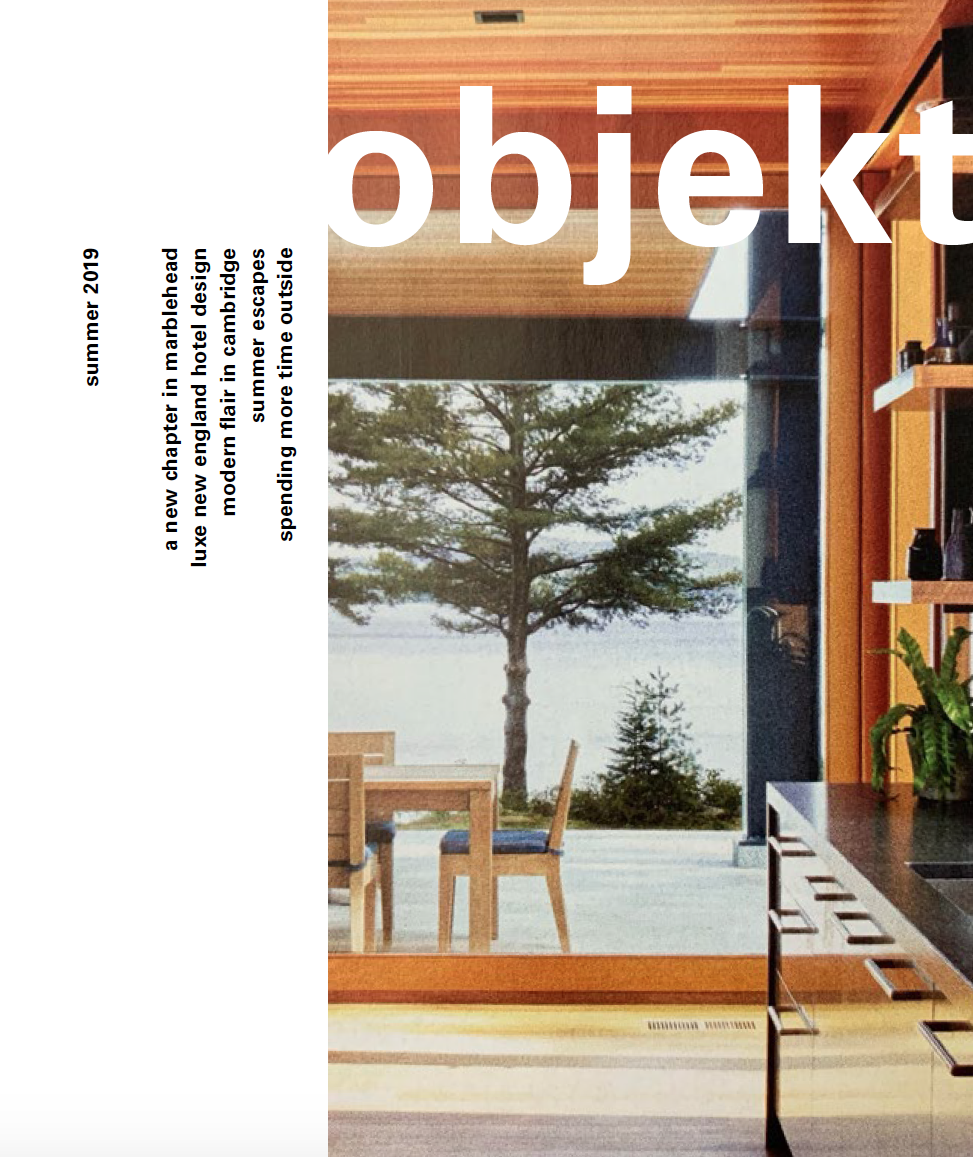 objekt
summer 2019
a new chapter in marblehead
luxe new england hotel design
modern flair in cambridge
summer escapes
spending more time outside